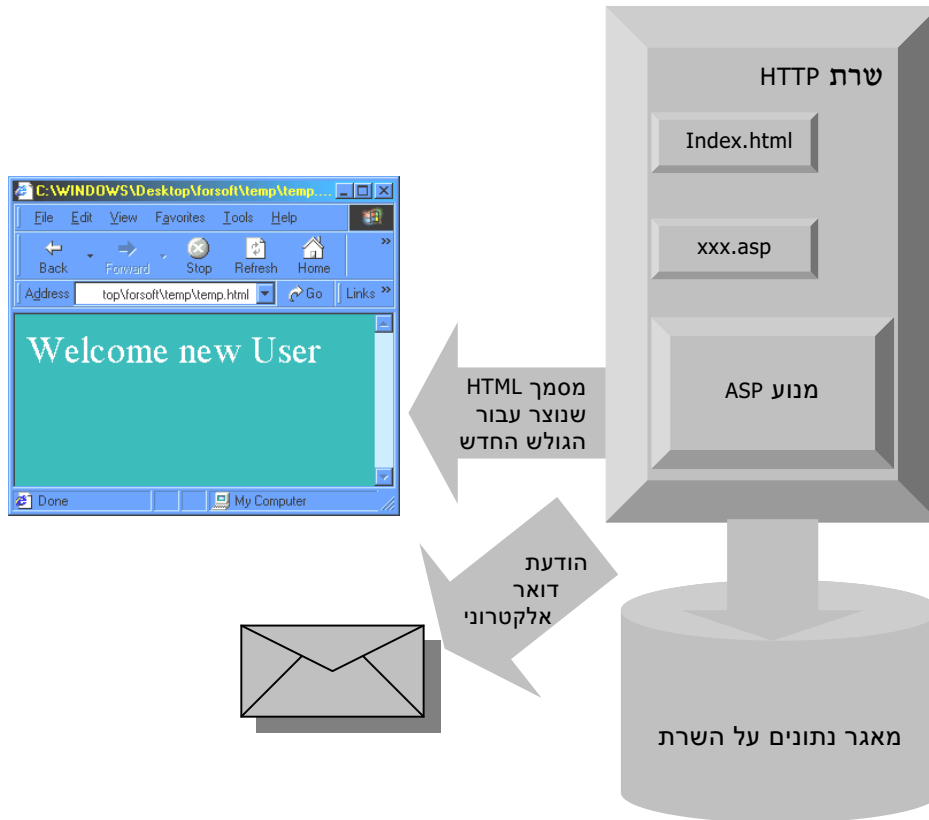 שרת HTTP
Index.html
xxx.asp
מנוע ASP
C:\WINDOWS\Desktop\forsoft\temp\temp....
File Edit View Favorites Tools Help
Back Forward Stop Refresh Home »
Address top\forsoft\temp\temp.html Go Links »
Welcome new User
Done My Computer
מסמך HTML
שנוצר עבור
הגולש החדש
הודעת
דואר
אלקטרוני
מאגר נתונים על השרת